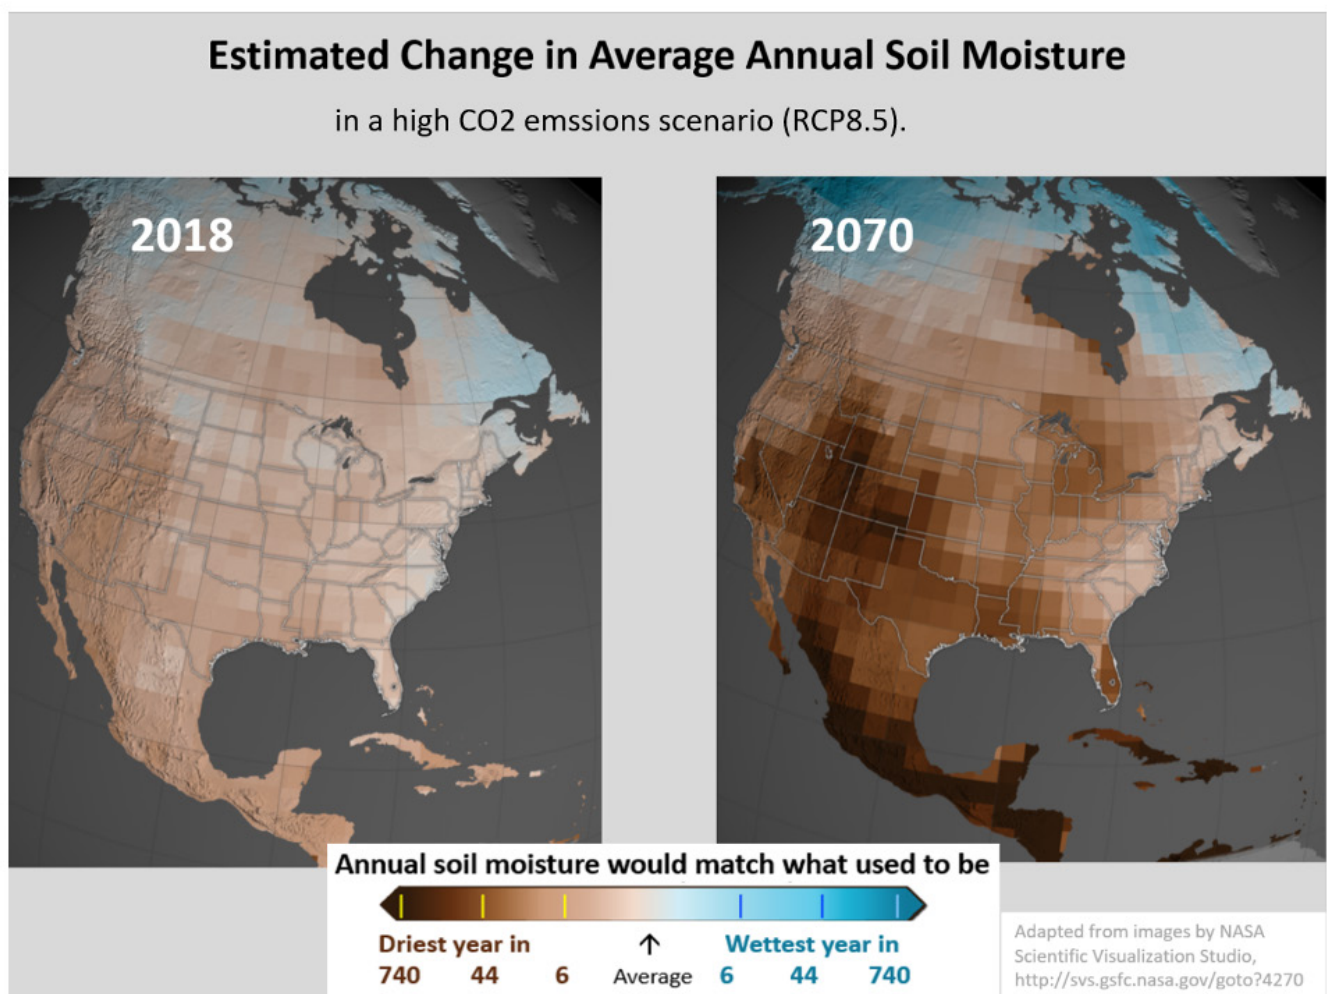 Estimated Change in Average Annual Soil Moisture
in a high CO2 emssions scenario (RCP8.5).
2018
2070
Annual soil moisture would match what used to be
Driest year in
Wettest year in
740 44 6 Average 6 44 740
Adapted from images by NASA
Scientific Visualization Studio,
http://svs.gsfc.nasa.gov/goto?4270